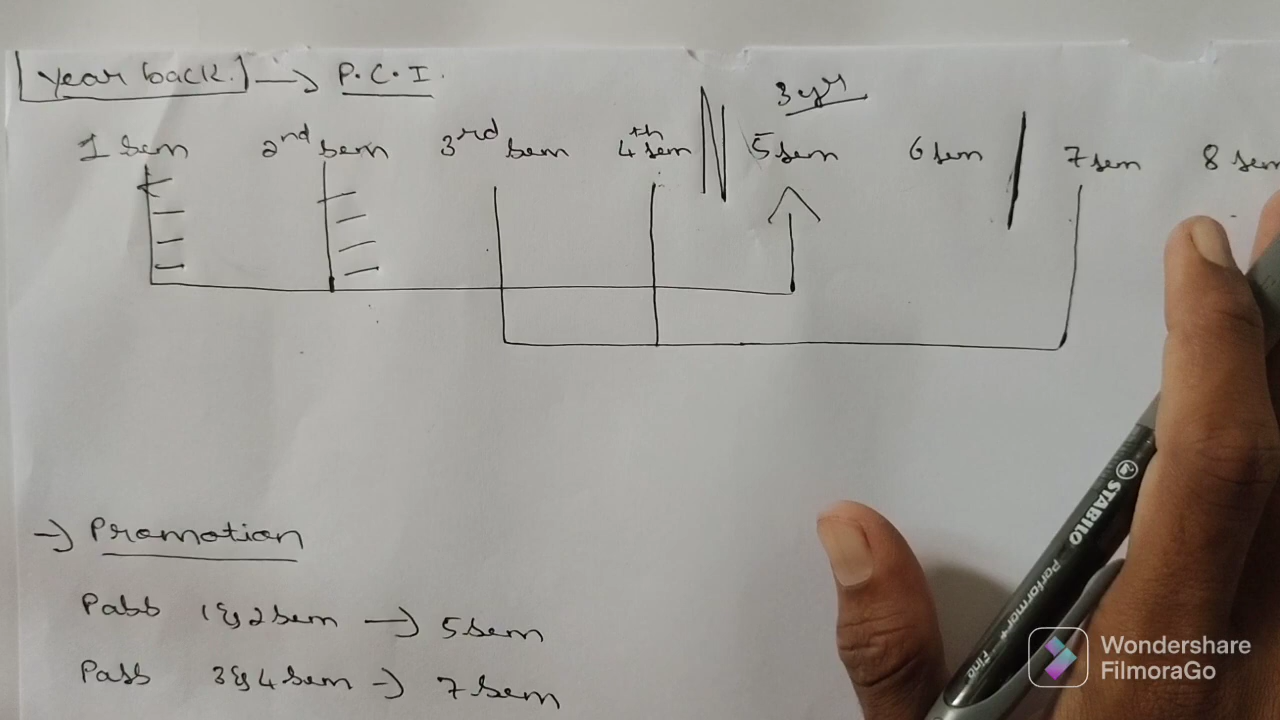 Year back. → P.C.I.
3 yr
1 Sem 2nd sem 3rd sem 4th sem 5 sem 6 sem 7 sem 8 sem
→ Promotion
Pass 1 & 2 sem → 5 sem
Pass 3 & 4 sem → 7 sem
STABILO Performer+ Fine
Wondershare
FilmoraGo